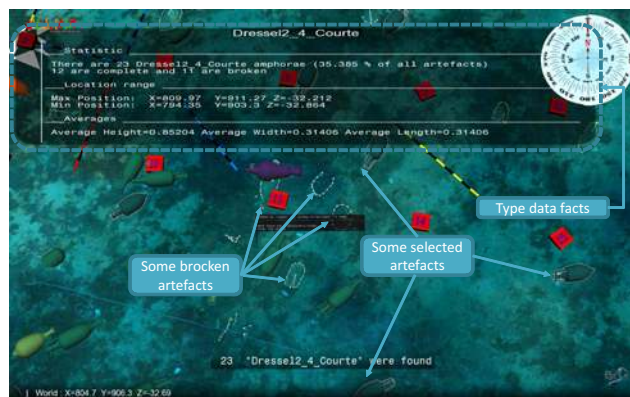 Dressel2_4_Courte
Statistic
There are 23 Dressel2_4_Courte amphorae (35.385 % of all artefacts)
12 are complete and 11 are broken
Location range
Max Position: X=809.97 Y=911.27 Z=-32.212
Min Position: X=794.35 Y=903.3 Z=-32.864
Averages
Average Height=0.85204 Average Width=0.31406 Average Length=0.31406
Type data facts
Some brocken
artefacts
Some selected
artefacts
23 "Dressel2_4_Courte" were found
World : X=804.7 Y=906.3 Z=-32.69